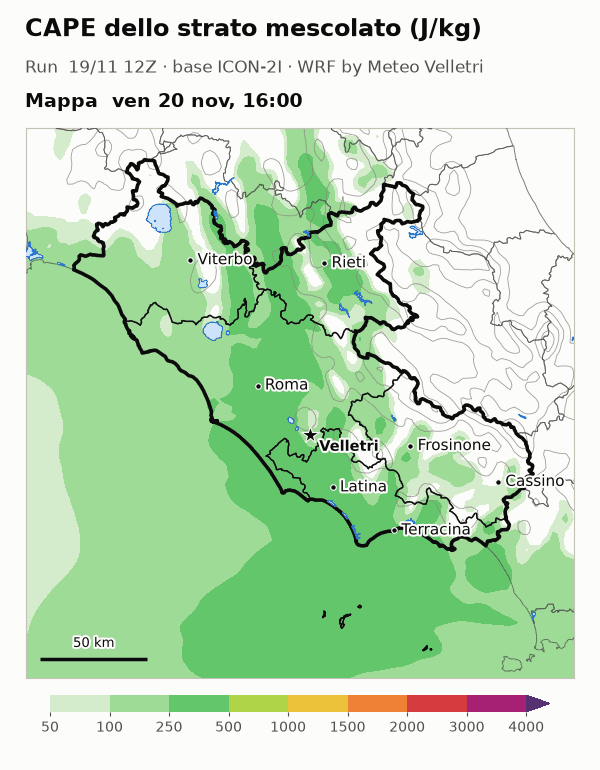 CAPE dello strato mescolato (J/kg)
Run  19/11 12Z · base ICON-2I · WRF by Meteo Velletri
Mappa  ven 20 nov, 16:00
Viterbo
Rieti
Roma
Velletri
Frosinone
Cassino
Latina
Terracina
50 km
50 100 250 500 1000 1500 2000 3000 4000